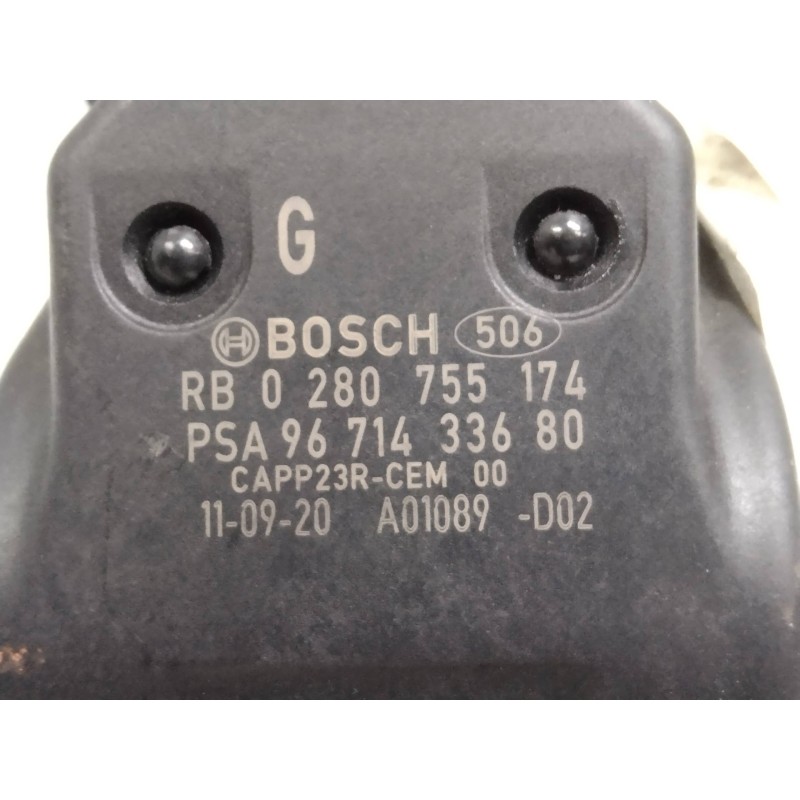 G
BOSCH 506
RB 0 280 755 174
PSA 96 714 336 80
CAPP23R-CEM 00
11-09-20 A01089 -D02